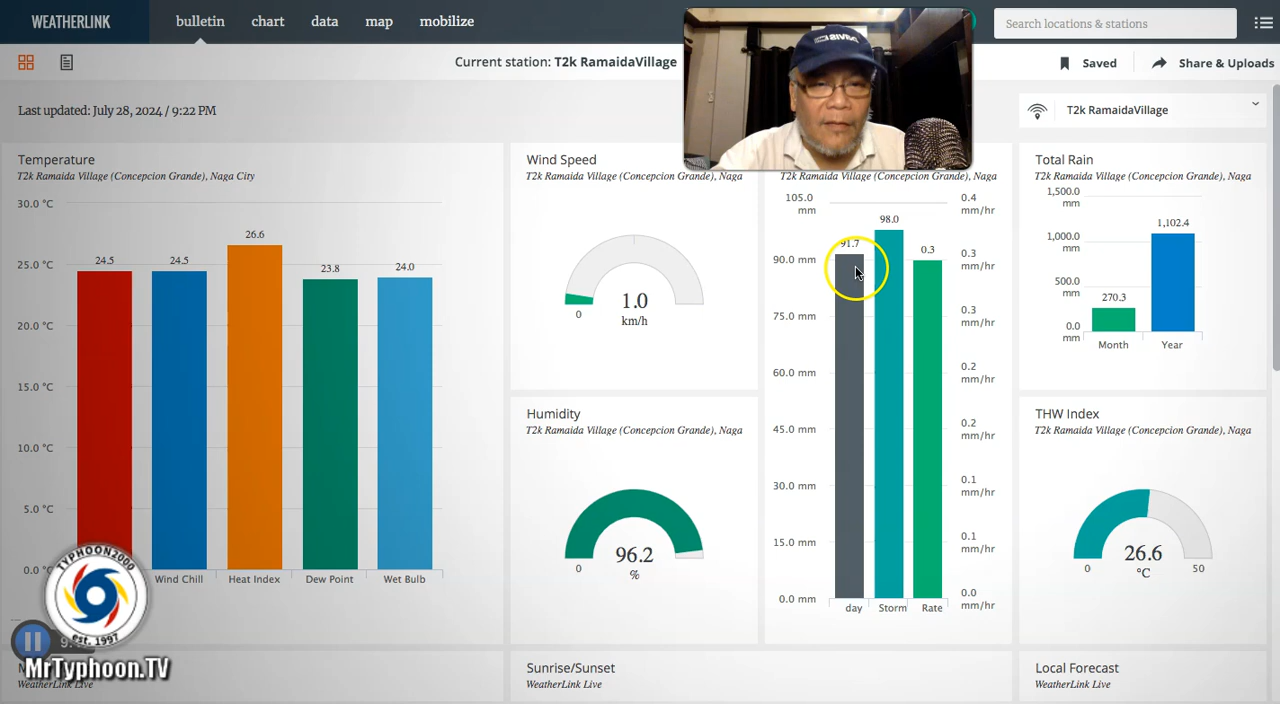 WEATHERLINK
bulletin
chart
data
map
mobilize
Search locations & stations
Current station: T2k RamaidaVillage
Saved
Share & Uploads
Last updated: July 28, 2024 / 9:22 PM
T2k RamaidaVillage
Temperature
T2k Ramaida Village (Concepcion Grande), Naga City
30.0 °C
25.0 °C
20.0 °C
15.0 °C
10.0 °C
5.0 °C
0.0 °C
24.5
24.5
26.6
23.8
24.0
Wind Chill
Heat Index
Dew Point
Wet Bulb
Wind Speed
T2k Ramaida Village (Concepcion Grande), Naga
0
1.0
km/h
Humidity
T2k Ramaida Village (Concepcion Grande), Naga
0
96.2
%
T2k Ramaida Village (Concepcion Grande), Naga
105.0
mm
90.0 mm
75.0 mm
60.0 mm
45.0 mm
30.0 mm
15.0 mm
0.0 mm
91.7
98.0
0.3
0.4
mm/hr
0.3
mm/hr
0.3
mm/hr
0.2
mm/hr
0.2
mm/hr
0.1
mm/hr
0.1
mm/hr
0.0
mm/hr
day
Storm
Rate
Total Rain
T2k Ramaida Village (Concepcion Grande), Naga
1,500.0
mm
1,000.0
mm
500.0
mm
0.0
mm
270.3
1,102.4
Month
Year
THW Index
T2k Ramaida Village (Concepcion Grande), Naga
0
26.6
50
°C
TYPHOON2000
est. 1997
MrTyphoon.TV
WeatherLink Live
Sunrise/Sunset
WeatherLink Live
Local Forecast
WeatherLink Live